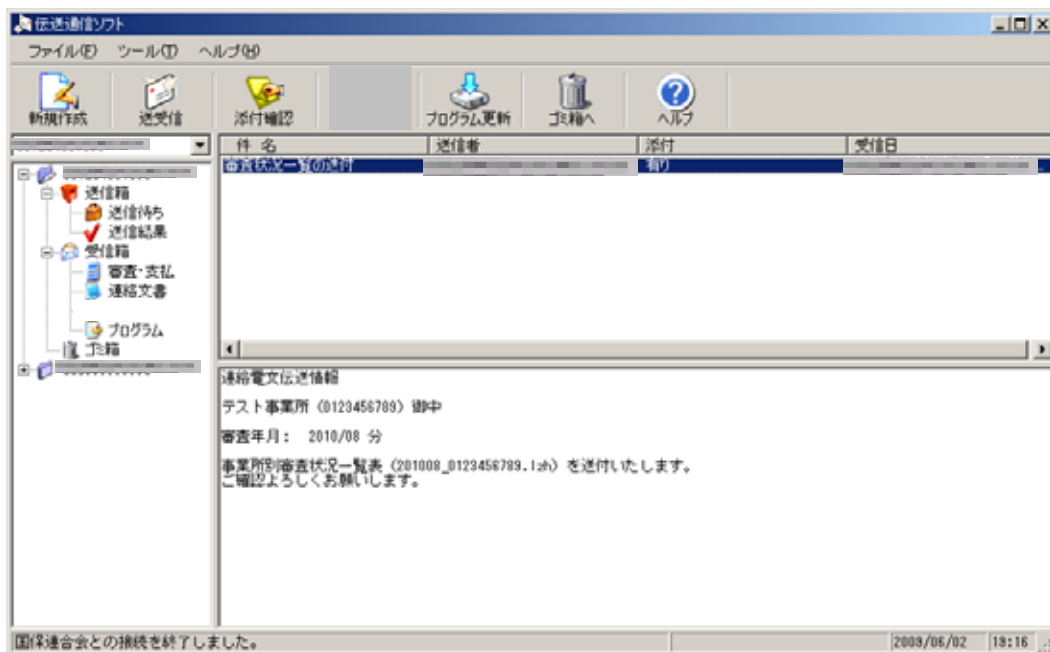 伝送通信ソフト
ファイル(F) ツール(T) ヘルプ(H)
新規作成 送受信 添付確認 プログラム更新 ゴミ箱へ ヘルプ
件 名 送信者 添付 受信日
審査状況一覧の送付 有り
送信箱
送信待ち
送信結果
受信箱
審査・支払
連絡文書
プログラム
ゴミ箱
連絡電文伝送情報
テスト事業所 (0123456789) 御中
審査年月: 2010/08 分
事業所別審査状況一覧表 (201008_0123456789.lzh) を送付いたします。
ご確認よろしくお願いします。
国保連合会との接続を終了しました。 2009/06/02 18:16